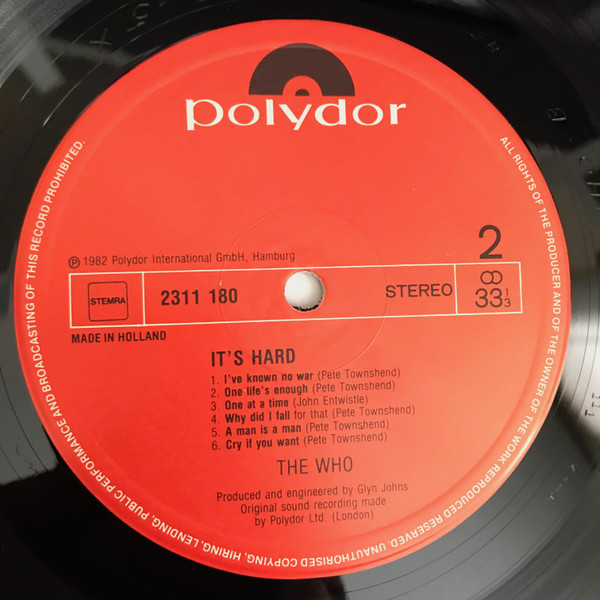 polydor
2
℗ 1982 Polydor International GmbH, Hamburg
STEMRA
2311 180
STEREO
33 1/3
MADE IN HOLLAND
IT'S HARD
1. I've known no war (Pete Townshend)
2. One life's enough (Pete Townshend)
3. One at a time (John Entwistle)
4. Why did I fall for that (Pete Townshend)
5. A man is a man (Pete Townshend)
6. Cry if you want (Pete Townshend)
THE WHO
Produced and engineered by Glyn Johns
Original sound recording made
by Polydor Ltd. (London)
ALL RIGHTS OF THE PRODUCER AND OF THE OWNER OF THE WORK REPRODUCED RESERVED. UNAUTHORISED COPYING, HIRING, LENDING, PUBLIC PERFORMANCE AND BROADCASTING OF THIS RECORD PROHIBITED.